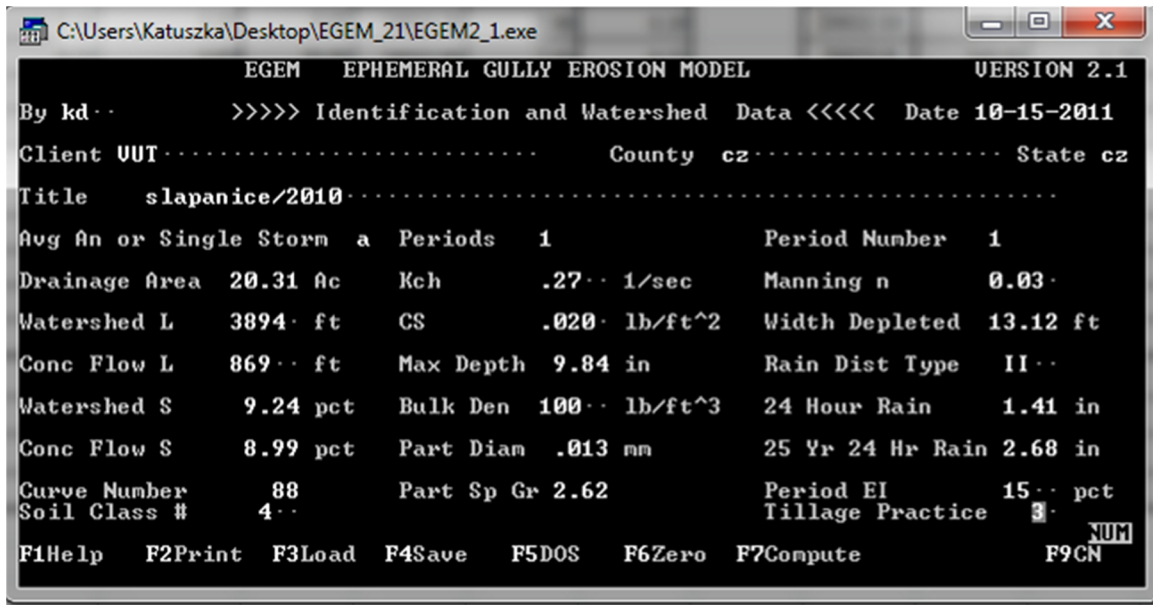 C:\Users\Katuszka\Desktop\EGEM_21\EGEM2_1.exe
EGEM EPHEMERAL GULLY EROSION MODEL VERSION 2.1
By kd·· >>>>> Identification and Watershed Data <<<<< Date 10-15-2011
Client VUT···························· County cz··················· State cz
Title slapanice/2010····················································
Avg An or Single Storm a Periods 1 Period Number 1
Drainage Area 20.31 Ac Kch .27·· 1/sec Manning n 0.03·
Watershed L 3894· ft CS .020· lb/ft^2 Width Depleted 13.12 ft
Conc Flow L 869·· ft Max Depth 9.84 in Rain Dist Type II··
Watershed S 9.24 pct Bulk Den 100·· lb/ft^3 24 Hour Rain 1.41 in
Conc Flow S 8.99 pct Part Diam .013 mm 25 Yr 24 Hr Rain 2.68 in
Curve Number 88 Part Sp Gr 2.62 Period EI 15·· pct
Soil Class # 4·· Tillage Practice 3·
NUM
F1Help F2Print F3Load F4Save F5DOS F6Zero F7Compute F9CN